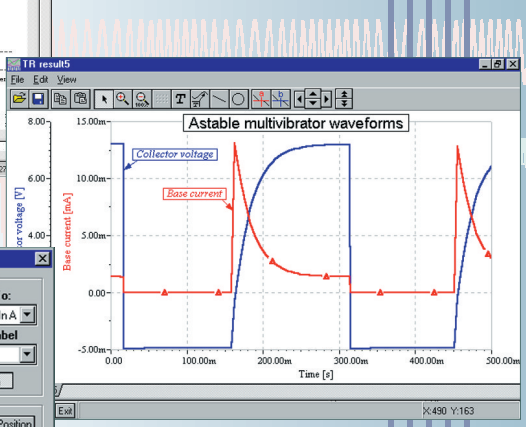 TR result5
File Edit View
100%
T
a b
Astable multivibrator waveforms
8.00
6.00
4.00
or voltage [V]
15.00m
10.00m
5.00m
0.00
-5.00m
Base current [mA]
Collector voltage
Base current
0.00 100.00m 200.00m 300.00m 400.00m 500.00m
Time [s]
Exit
X:490 Y:163
o:
In A
bel
Position